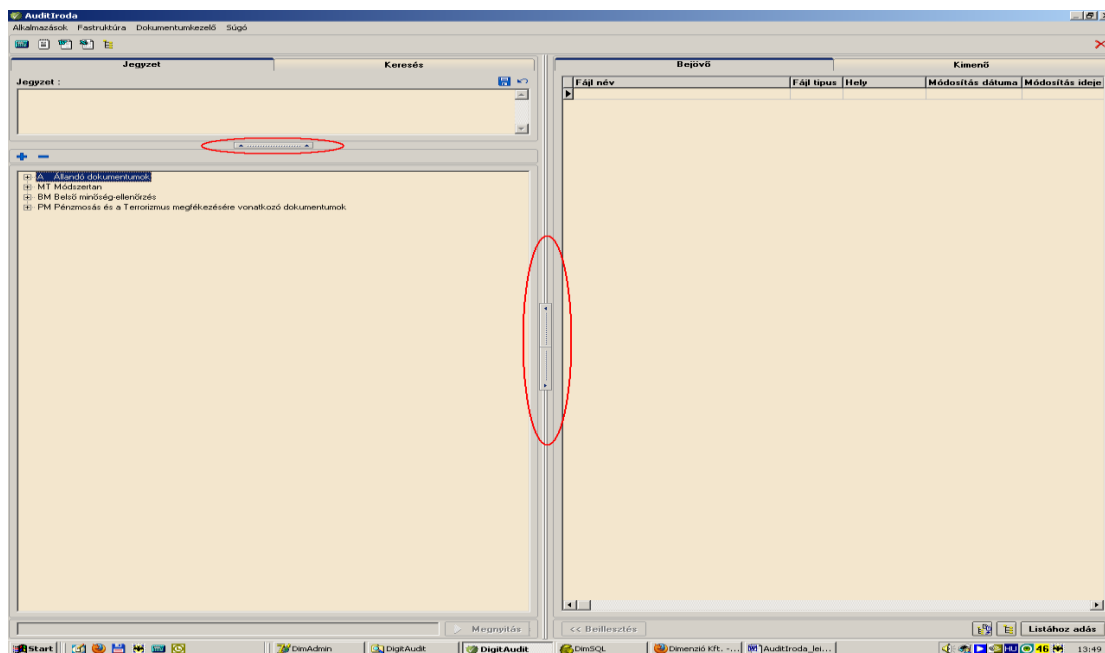 AuditIroda
Alkalmazások Fastruktúra Dokumentumkezelő Súgó
Jegyzet Keresés
Jegyzet :
A Állandó dokumentumok
MT Módszertan
BM Belső minőség-ellenőrzés
PM Pénzmosás és a Terrorizmus megfékezésére vonatkozó dokumentumok
Megnyitás
Bejövő Kimenő
Fájl név Fájl típus Hely Módosítás dátuma Módosítás ideje
<< Beillesztés Listához adás
Start DimAdmin DigitAudit DigitAudit DimSQL Dimenzió Kft. -... AuditIroda_lei... HU 46 13:49